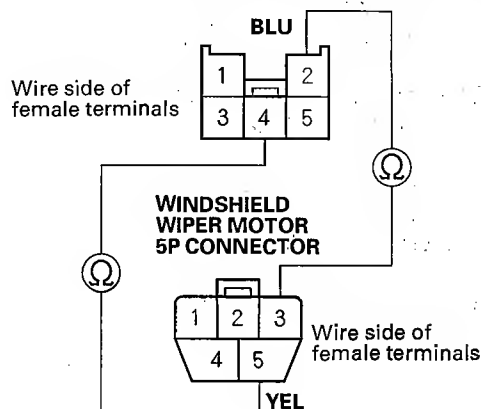 BLU
1 2
Wire side of
female terminals
3 4 5
Ω
WINDSHIELD
WIPER MOTOR
5P CONNECTOR
Ω
1 2 3
Wire side of
female terminals
4 5
YEL